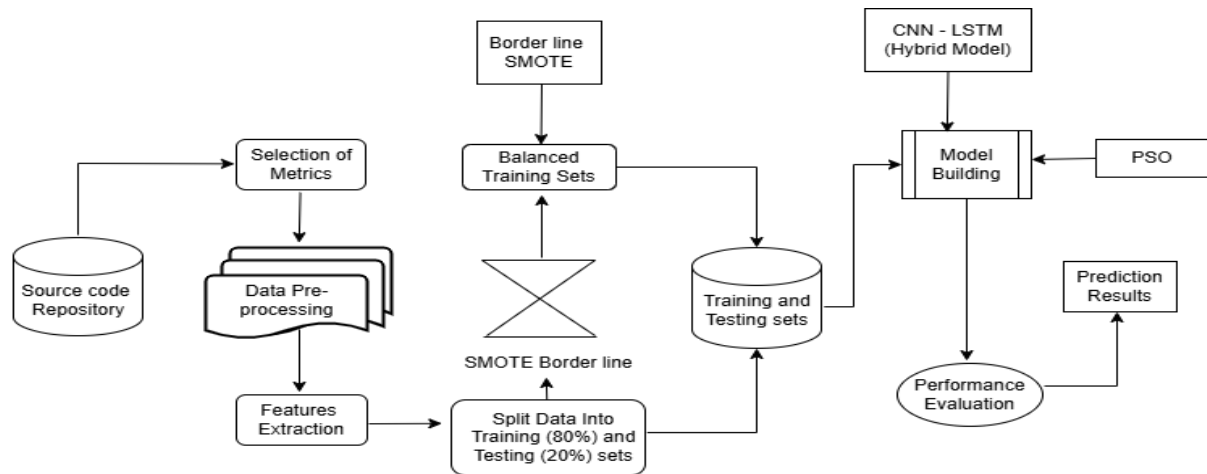 Source code
Repository
Selection of
Metrics
Data Pre-
processing
Features
Extraction
Split Data Into
Training (80%) and
Testing (20%) sets
SMOTE Border line
Border line
SMOTE
Balanced
Training Sets
Training and
Testing sets
CNN - LSTM
(Hybrid Model)
Model
Building
PSO
Performance
Evaluation
Prediction
Results